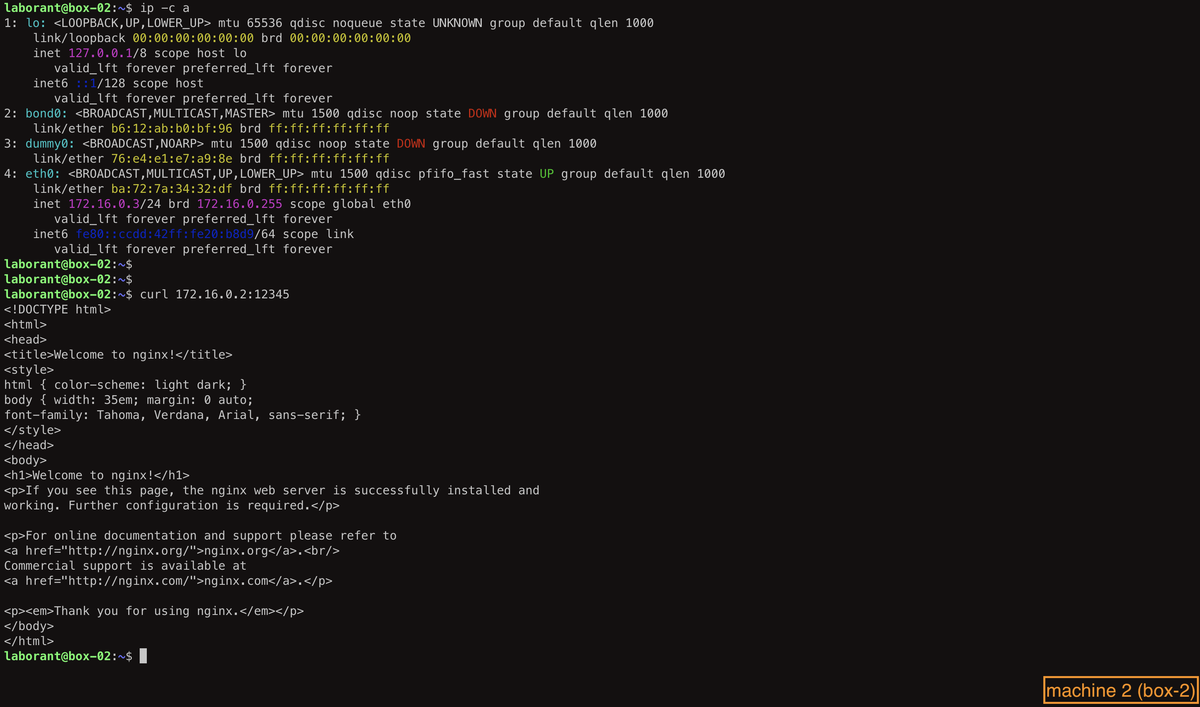 laborant@box-02:~$ ip -c a
1: lo: <LOOPBACK,UP,LOWER_UP> mtu 65536 qdisc noqueue state UNKNOWN group default qlen 1000
    link/loopback 00:00:00:00:00:00 brd 00:00:00:00:00:00
    inet 127.0.0.1/8 scope host lo
       valid_lft forever preferred_lft forever
    inet6 ::1/128 scope host
       valid_lft forever preferred_lft forever
2: bond0: <BROADCAST,MULTICAST,MASTER> mtu 1500 qdisc noop state DOWN group default qlen 1000
    link/ether b6:12:ab:b0:bf:96 brd ff:ff:ff:ff:ff:ff
3: dummy0: <BROADCAST,NOARP> mtu 1500 qdisc noop state DOWN group default qlen 1000
    link/ether 76:e4:e1:e7:a9:8e brd ff:ff:ff:ff:ff:ff
4: eth0: <BROADCAST,MULTICAST,UP,LOWER_UP> mtu 1500 qdisc pfifo_fast state UP group default qlen 1000
    link/ether ba:72:7a:34:32:df brd ff:ff:ff:ff:ff:ff
    inet 172.16.0.3/24 brd 172.16.0.255 scope global eth0
       valid_lft forever preferred_lft forever
    inet6 fe80::ccdd:42ff:fe20:b8d9/64 scope link
       valid_lft forever preferred_lft forever
laborant@box-02:~$
laborant@box-02:~$
laborant@box-02:~$ curl 172.16.0.2:12345
<!DOCTYPE html>
<html>
<head>
<title>Welcome to nginx!</title>
<style>
html { color-scheme: light dark; }
body { width: 35em; margin: 0 auto;
font-family: Tahoma, Verdana, Arial, sans-serif; }
</style>
</head>
<body>
<h1>Welcome to nginx!</h1>
<p>If you see this page, the nginx web server is successfully installed and
working. Further configuration is required.</p>

<p>For online documentation and support please refer to
<a href="http://nginx.org/">nginx.org</a>.<br/>
Commercial support is available at
<a href="http://nginx.com/">nginx.com</a>.</p>

<p><em>Thank you for using nginx.</em></p>
</body>
</html>
laborant@box-02:~$
machine 2 (box-2)